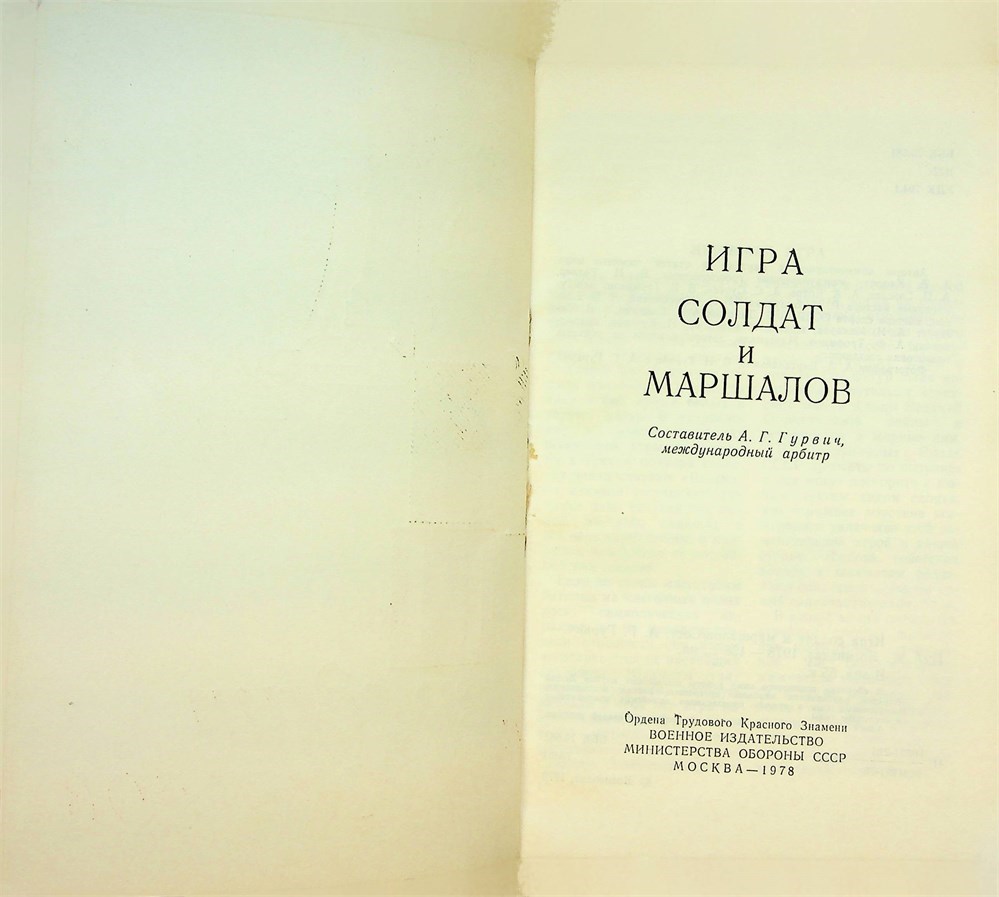 ИГРА
СОЛДАТ
И
МАРШАЛОВ
Составитель А. Г. Гурвич,
международный арбитр
Ордена Трудового Красного Знамени
ВОЕННОЕ ИЗДАТЕЛЬСТВО
МИНИСТЕРСТВА ОБОРОНЫ СССР
МОСКВА—1978